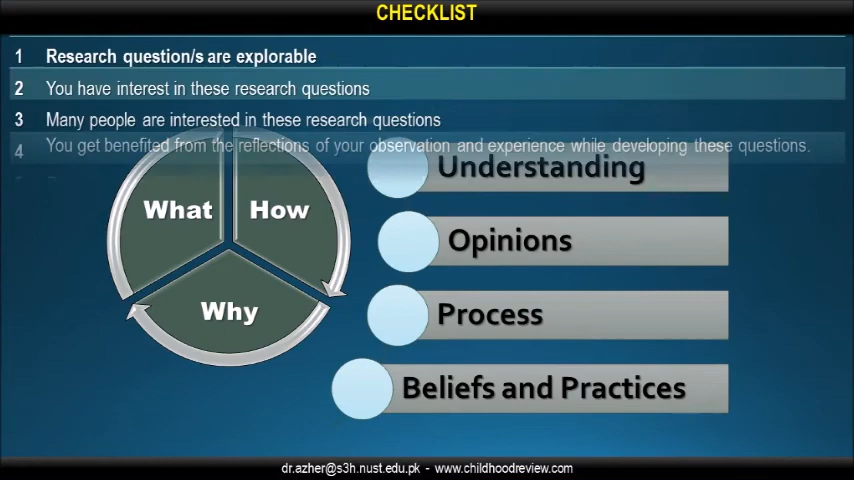 CHECKLIST
1 Research question/s are explorable
2 You have interest in these research questions
3 Many people are interested in these research questions
4 You get benefited from the reflections of your observation and experience while developing these questions.
What
How
Why
Understanding
Opinions
Process
Beliefs and Practices
dr.azher@s3h.nust.edu.pk - www.childhoodreview.com